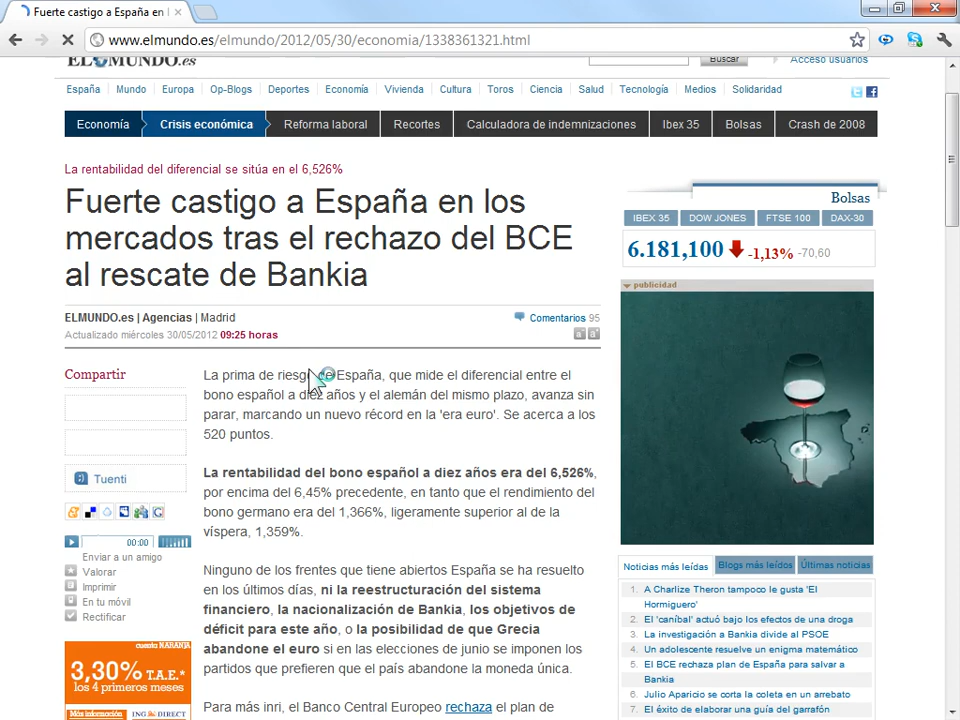 Fuerte castigo a España en l
www.elmundo.es/elmundo/2012/05/30/economia/1338361321.html
ELMUNDO.es
Buscar
Acceso usuarios
España Mundo Europa Op-Blogs Deportes Economía Vivienda Cultura Toros Ciencia Salud Tecnología Medios Solidaridad
Economía Crisis económica Reforma laboral Recortes Calculadora de indemnizaciones Ibex 35 Bolsas Crash de 2008
La rentabilidad del diferencial se sitúa en el 6,526%
Fuerte castigo a España en los
mercados tras el rechazo del BCE
al rescate de Bankia
ELMUNDO.es | Agencias | Madrid
Comentarios 95
Actualizado miércoles 30/05/2012 09:25 horas
Compartir
Tuenti
00:00
Enviar a un amigo
Valorar
Imprimir
En tu móvil
Rectificar
cuenta NARANJA
3,30% T.A.E.*
los 4 primeros meses
Más información ING DIRECT
La prima de riesgo de España, que mide el diferencial entre el
bono español a diez años y el alemán del mismo plazo, avanza sin
parar, marcando un nuevo récord en la 'era euro'. Se acerca a los
520 puntos.
La rentabilidad del bono español a diez años era del 6,526%,
por encima del 6,45% precedente, en tanto que el rendimiento del
bono germano era del 1,366%, ligeramente superior al de la
víspera, 1,359%.
Ninguno de los frentes que tiene abiertos España se ha resuelto
en los últimos días, ni la reestructuración del sistema
financiero, la nacionalización de Bankia, los objetivos de
déficit para este año, o la posibilidad de que Grecia
abandone el euro si en las elecciones de junio se imponen los
partidos que prefieren que el país abandone la moneda única.
Para más inri, el Banco Central Europeo rechaza el plan de
Bolsas
IBEX 35 DOW JONES FTSE 100 DAX-30
6.181,100 -1,13% -70,60
publicidad
Noticias más leídas Blogs más leídos Últimas noticias
1. A Charlize Theron tampoco le gusta 'El
Hormiguero'
2. El 'caníbal' actuó bajo los efectos de una droga
3. La investigación a Bankia divide al PSOE
4. Un adolescente resuelve un enigma matemático
5. El BCE rechaza plan de España para salvar a
Bankia
6. Julio Aparicio se corta la coleta en un arrebato
7. El éxito de elaborar una guía del garrafón